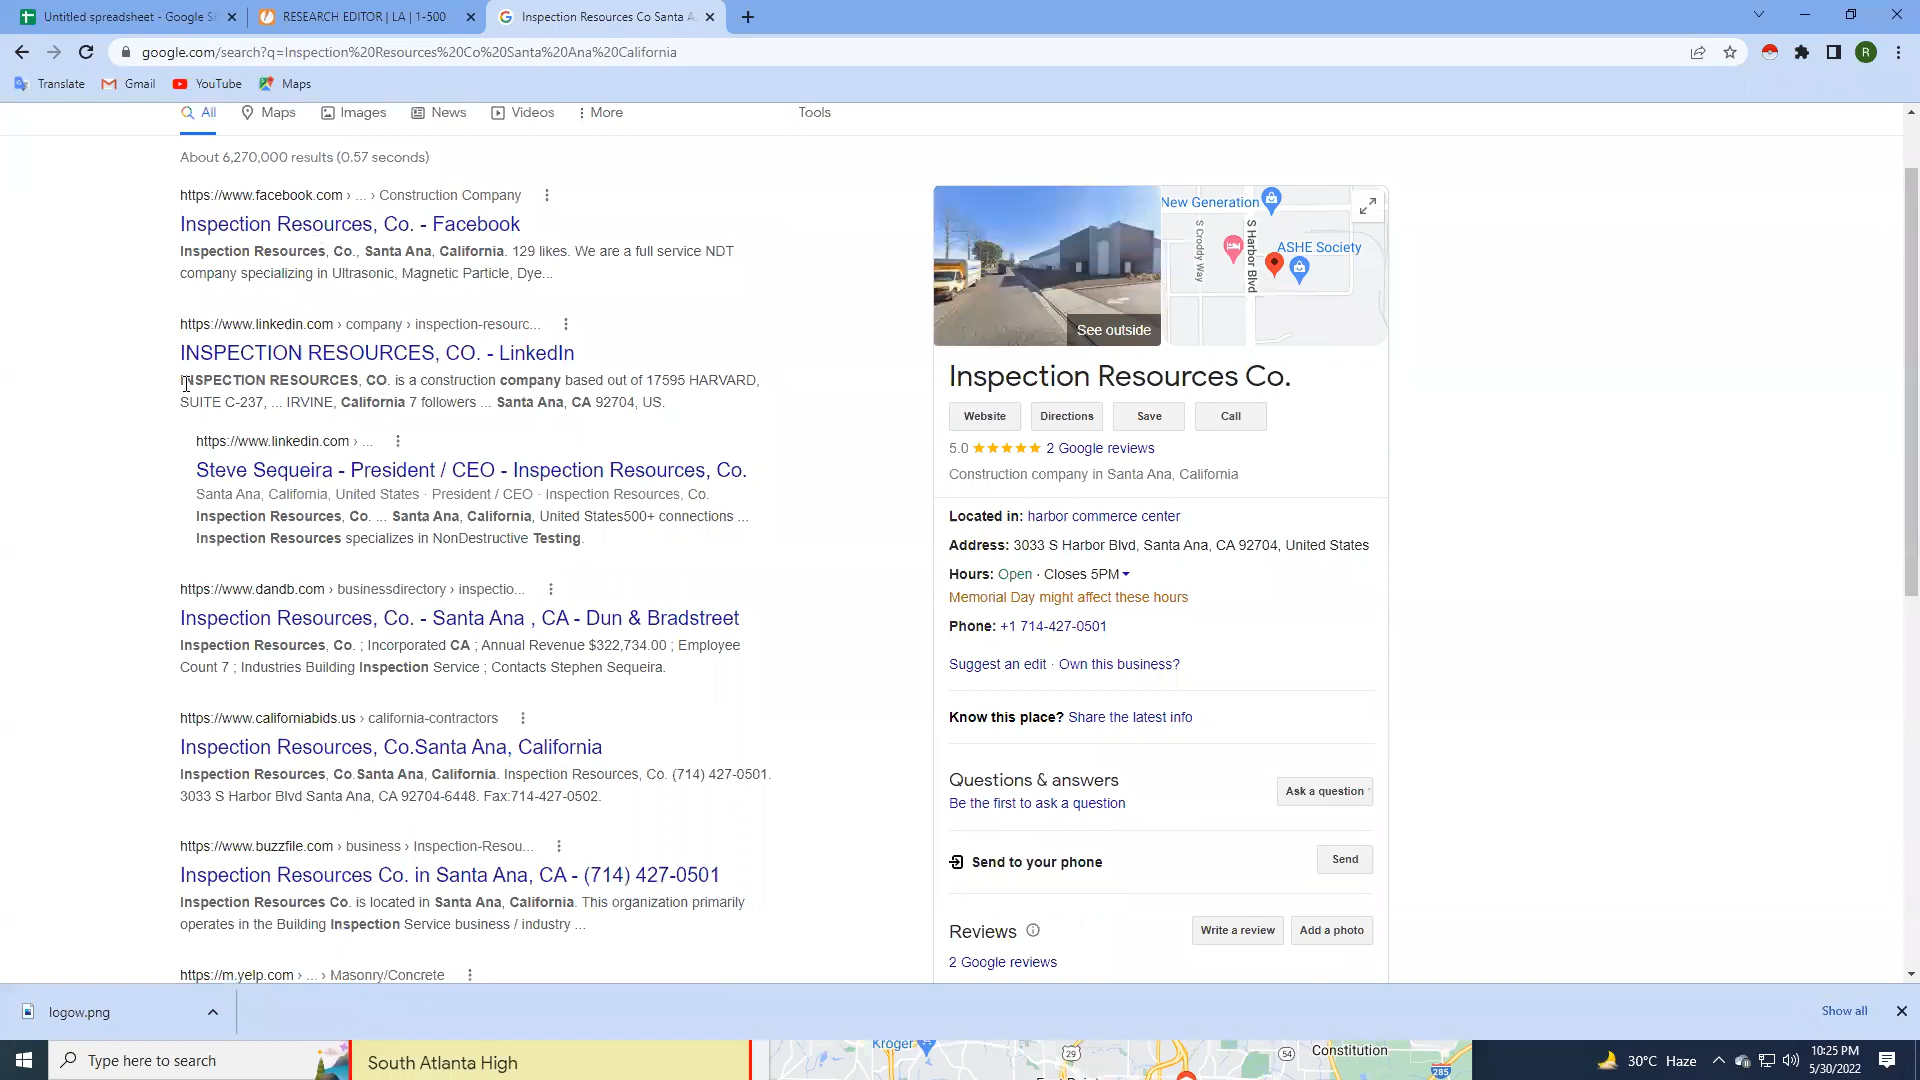 Untitled spreadsheet - Google S
RESEARCH EDITOR | LA | 1-500
Inspection Resources Co Santa A
google.com/search?q=Inspection%20Resources%20Co%20Santa%20Ana%20California
R
Translate
Gmail
YouTube
Maps
All
Maps
Images
News
Videos
More
Tools
About 6,270,000 results (0.57 seconds)
https://www.facebook.com › ... › Construction Company
Inspection Resources, Co. - Facebook
Inspection Resources, Co., Santa Ana, California. 129 likes. We are a full service NDT
company specializing in Ultrasonic, Magnetic Particle, Dye...
https://www.linkedin.com › company › inspection-resourc...
INSPECTION RESOURCES, CO. - LinkedIn
INSPECTION RESOURCES, CO. is a construction company based out of 17595 HARVARD,
SUITE C-237, ... IRVINE, California 7 followers ... Santa Ana, CA 92704, US.
https://www.linkedin.com › ...
Steve Sequeira - President / CEO - Inspection Resources, Co.
Santa Ana, California, United States · President / CEO · Inspection Resources, Co.
Inspection Resources, Co. ... Santa Ana, California, United States500+ connections ...
Inspection Resources specializes in NonDestructive Testing.
https://www.dandb.com › businessdirectory › inspectio...
Inspection Resources, Co. - Santa Ana , CA - Dun & Bradstreet
Inspection Resources, Co. ; Incorporated CA ; Annual Revenue $322,734.00 ; Employee
Count 7 ; Industries Building Inspection Service ; Contacts Stephen Sequeira.
https://www.californiabids.us › california-contractors
Inspection Resources, Co.Santa Ana, California
Inspection Resources, Co.Santa Ana, California. Inspection Resources, Co. (714) 427-0501.
3033 S Harbor Blvd Santa Ana, CA 92704-6448. Fax:714-427-0502.
https://www.buzzfile.com › business › Inspection-Resou...
Inspection Resources Co. in Santa Ana, CA - (714) 427-0501
Inspection Resources Co. is located in Santa Ana, California. This organization primarily
operates in the Building Inspection Service business / industry ...
https://m.yelp.com › ... › Masonry/Concrete
See outside
New Generation
S Croddy Way
S Harbor Blvd
ASHE Society
Inspection Resources Co.
Website
Directions
Save
Call
5.0
2 Google reviews
Construction company in Santa Ana, California
Located in: harbor commerce center
Address: 3033 S Harbor Blvd, Santa Ana, CA 92704, United States
Hours: Open · Closes 5PM
Memorial Day might affect these hours
Phone: +1 714-427-0501
Suggest an edit · Own this business?
Know this place? Share the latest info
Questions & answers
Be the first to ask a question
Ask a question
Send to your phone
Send
Reviews
Write a review
Add a photo
2 Google reviews
logow.png
Show all
Type here to search
South Atlanta High
Kroger
29
54
Constitution
285
30°C Haze
10:25 PM
5/30/2022